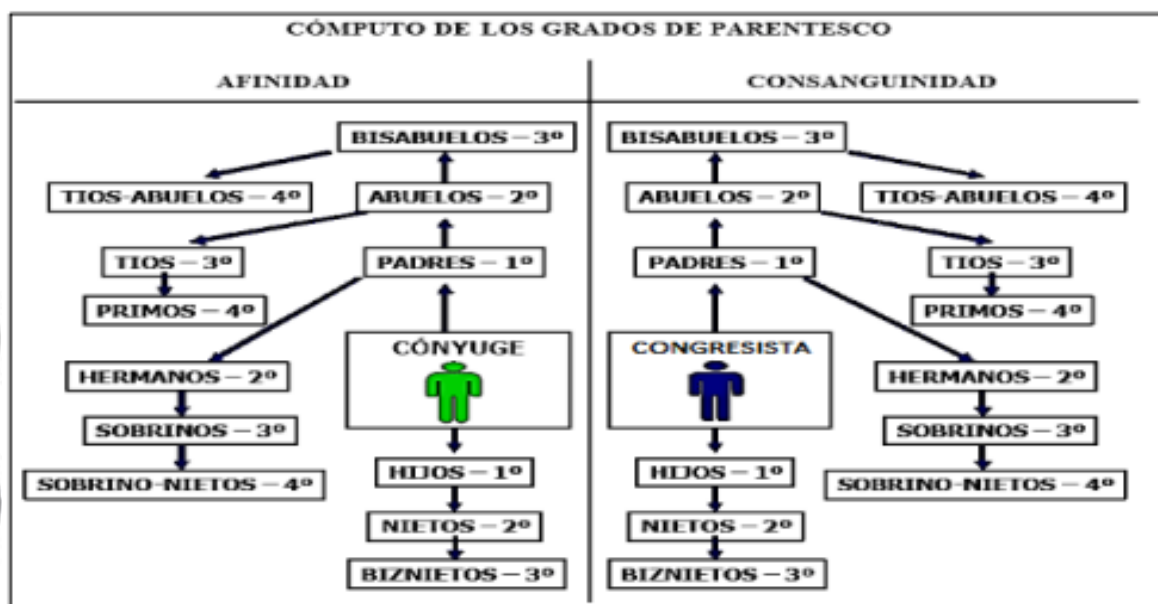 CÓMPUTO DE LOS GRADOS DE PARENTESCO
AFINIDAD
BISABUELOS – 3º
TIOS-ABUELOS – 4º
ABUELOS – 2º
TIOS – 3º
PADRES – 1º
PRIMOS – 4º
CÓNYUGE
HERMANOS – 2º
SOBRINOS – 3º
HIJOS – 1º
SOBRINO-NIETOS – 4º
NIETOS – 2º
BIZNIETOS – 3º
CONSANGUINIDAD
BISABUELOS – 3º
ABUELOS – 2º
TIOS-ABUELOS – 4º
PADRES – 1º
TIOS – 3º
PRIMOS – 4º
CONGRESISTA
HERMANOS – 2º
SOBRINOS – 3º
HIJOS – 1º
SOBRINO-NIETOS – 4º
NIETOS – 2º
BIZNIETOS – 3º